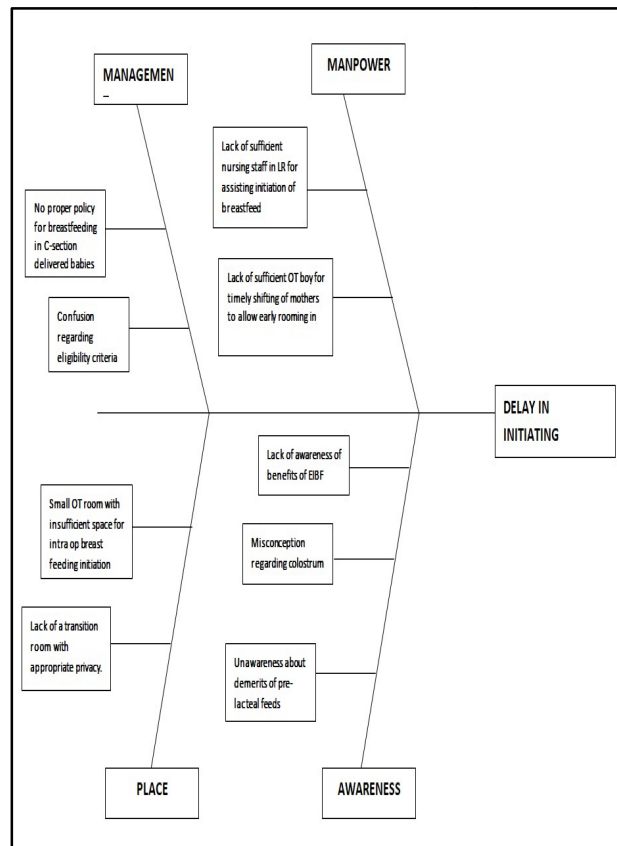 MANAGEMEN
MANPOWER
Lack of sufficient
nursing staff in LR for
assisting initiation of
breastfeed
No proper policy
for breastfeeding
in C-section
delivered babies
Lack of sufficient OT boy for
timely shifting of mothers
to allow early rooming in
Confusion
regarding
eligibility criteria
DELAY IN
INITIATING
Lack of awareness of
benefits of EIBF
Small OT room with
insufficient space for
intra op breast
feeding initiation
Misconception
regarding colostrum
Lack of a transition
room with
appropriate privacy.
Unawareness about
demerits of pre-
lacteal feeds
PLACE
AWARENESS